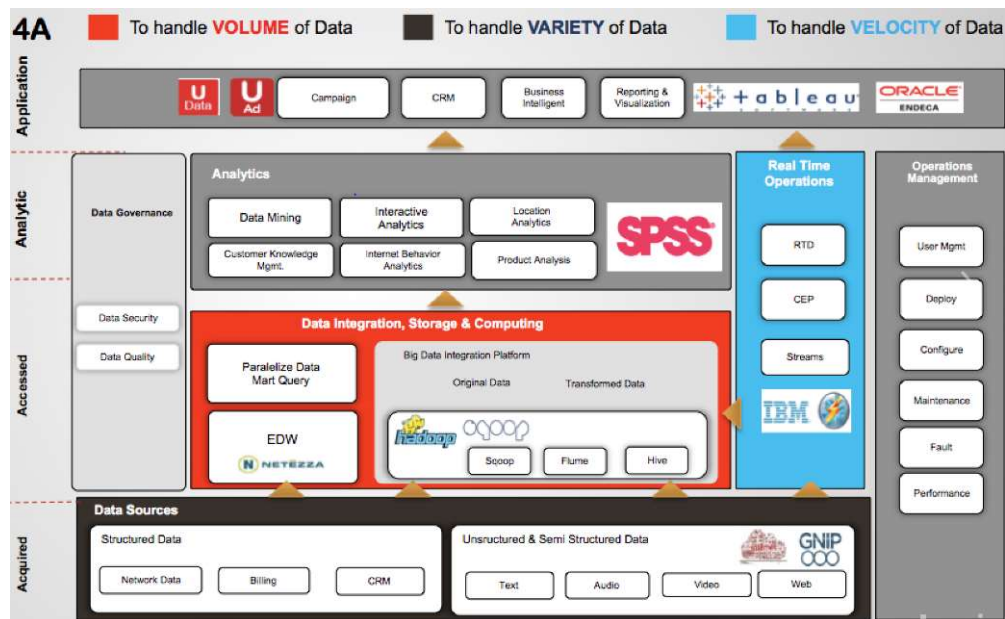 4A
To handle VOLUME of Data
To handle VARIETY of Data
To handle VELOCITY of Data
Application
U
Data
U
Ad
Campaign
CRM
Business
Intelligent
Reporting &
Visualization
+ a b l e a u
ORACLE
ENDECA
Analytic
Data Governance
Analytics
Data Mining
Interactive
Analytics
Location
Analytics
Customer Knowledge
Mgmt.
Internet Behavior
Analytics
Product Analysis
SPSS
Real Time
Operations
RTD
CEP
Streams
IBM
Operations
Management
User Mgmt
Deploy
Configure
Maintenance
Fault
Performance
Accessed
Data Security
Data Quality
Data Integration, Storage & Computing
Paralelize Data
Mart Query
EDW
NETEZZA
Big Data Integration Platform
Original Data
Transformed Data
hadoop
sqoop
Sqoop
Flume
Hive
Acquired
Data Sources
Structured Data
Network Data
Billing
CRM
Unsructured & Semi Structured Data
GNIP
Text
Audio
Video
Web